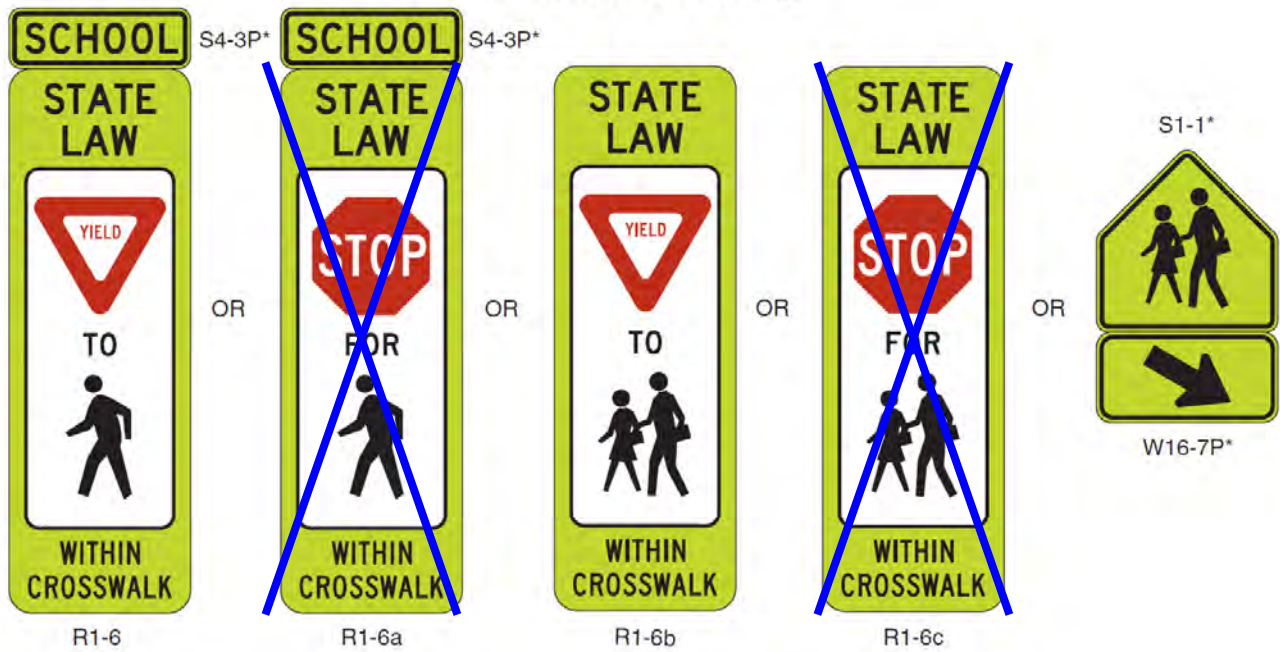 SCHOOL S4-3P*
STATE
LAW
YIELD
TO
WITHIN
CROSSWALK
R1-6
OR
SCHOOL S4-3P*
STATE
LAW
STOP
FOR
WITHIN
CROSSWALK
R1-6a
OR
STATE
LAW
YIELD
TO
WITHIN
CROSSWALK
R1-6b
OR
STATE
LAW
STOP
FOR
WITHIN
CROSSWALK
R1-6c
OR
S1-1*
W16-7P*